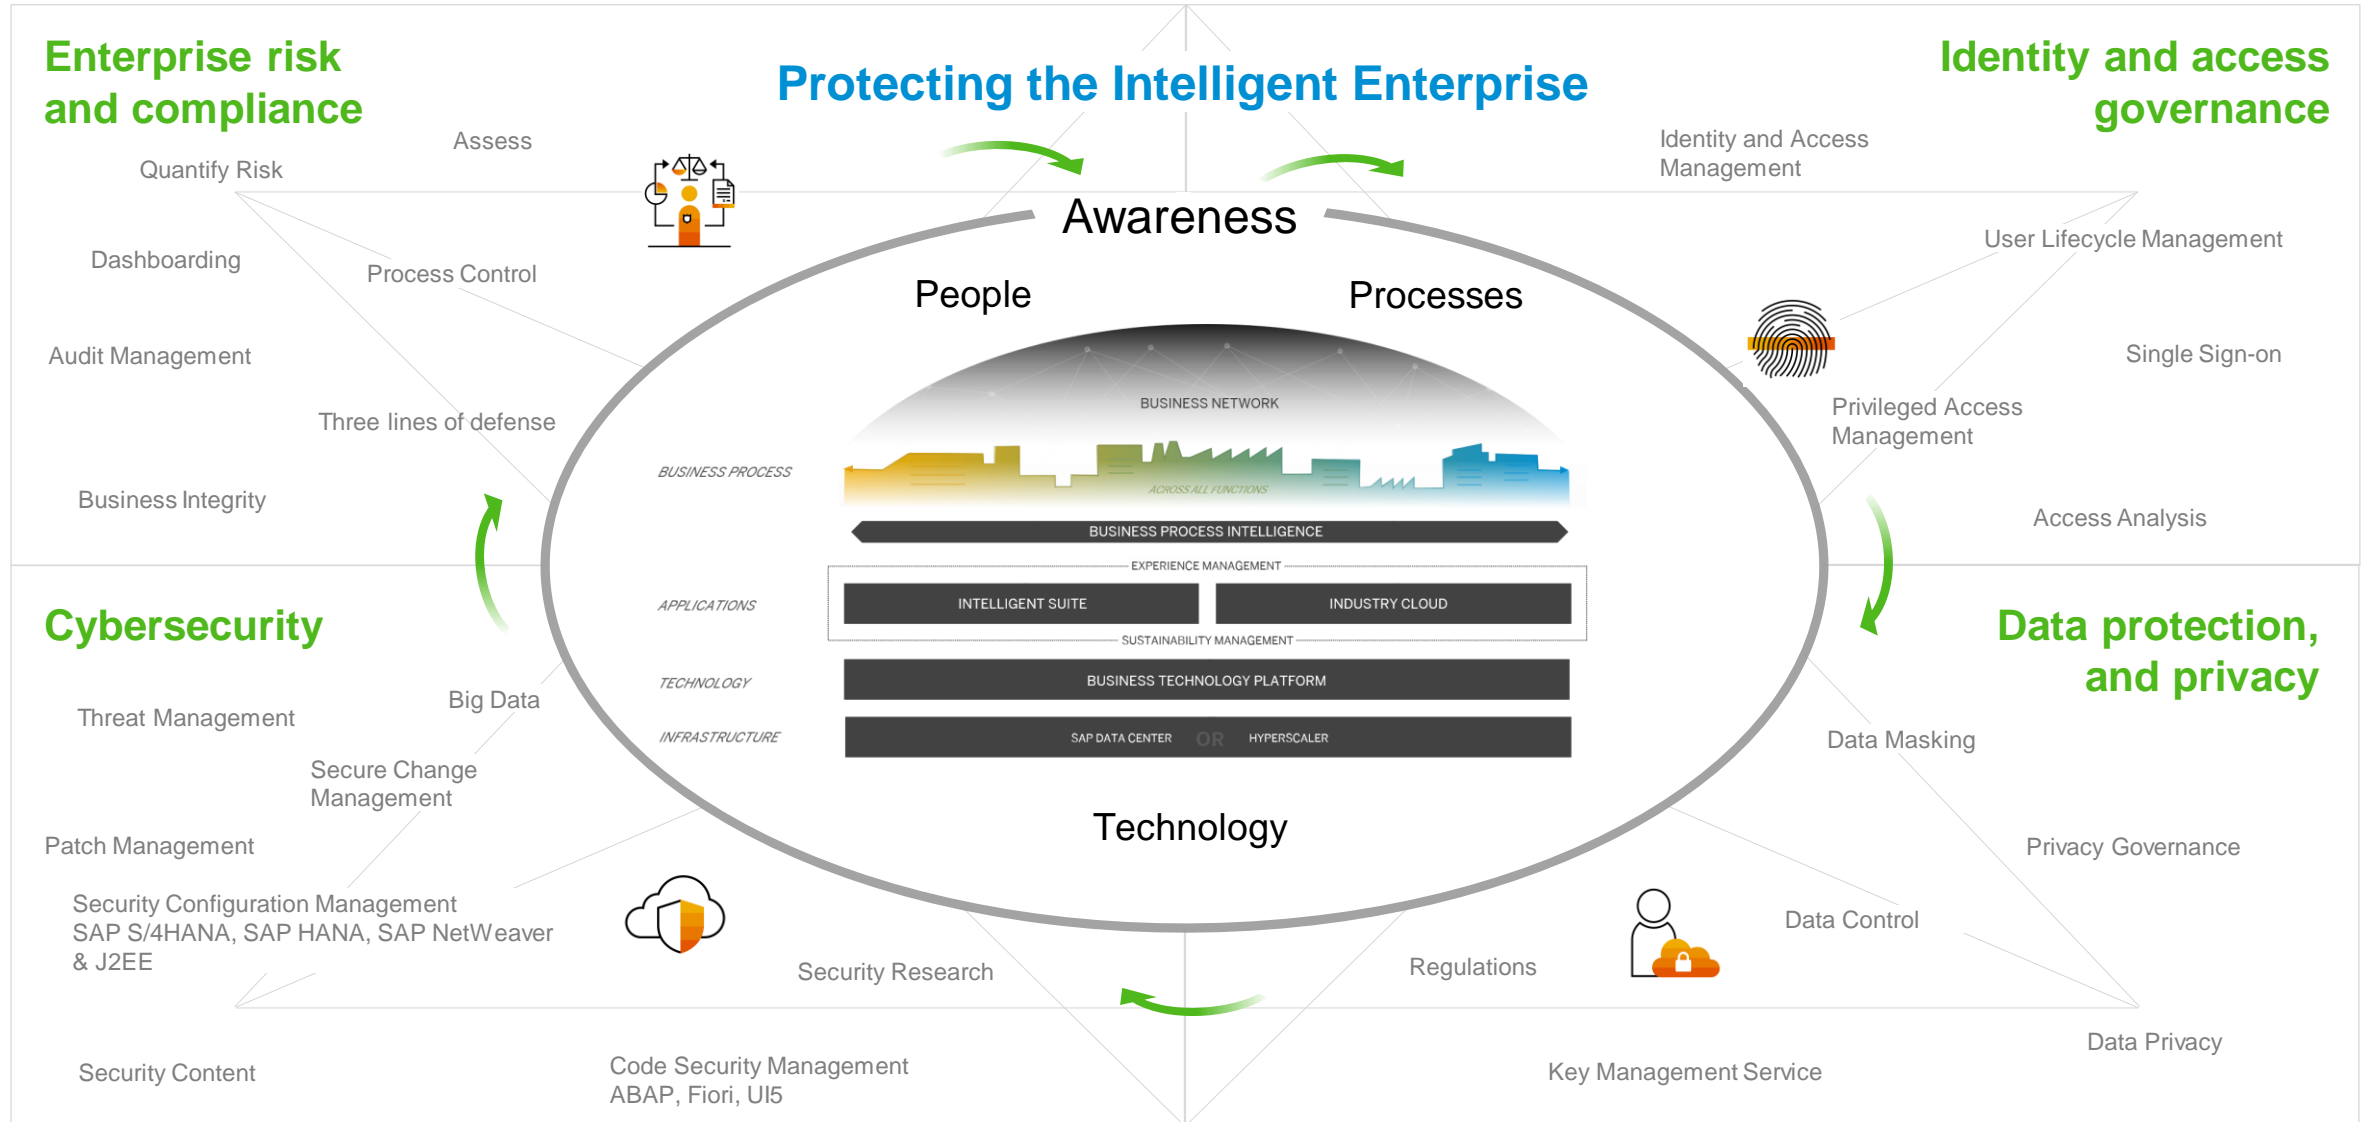 Enterprise risk
and compliance
Protecting the Intelligent Enterprise
Identity and access
governance
Assess
Quantify Risk
Dashboarding
Process Control
Audit Management
Three lines of defense
Business Integrity
Identity and Access
Management
User Lifecycle Management
Single Sign-on
Privileged Access
Management
Access Analysis
Awareness
People
Processes
BUSINESS NETWORK
BUSINESS PROCESS
ACROSS ALL FUNCTIONS
BUSINESS PROCESS INTELLIGENCE
EXPERIENCE MANAGEMENT
APPLICATIONS
INTELLIGENT SUITE
INDUSTRY CLOUD
SUSTAINABILITY MANAGEMENT
TECHNOLOGY
BUSINESS TECHNOLOGY PLATFORM
INFRASTRUCTURE
SAP DATA CENTER OR HYPERSCALER
Technology
Cybersecurity
Big Data
Threat Management
Secure Change
Management
Patch Management
Security Configuration Management
SAP S/4HANA, SAP HANA, SAP NetWeaver
& J2EE
Security Research
Security Content
Code Security Management
ABAP, Fiori, UI5
Data protection,
and privacy
Data Masking
Privacy Governance
Data Control
Regulations
Data Privacy
Key Management Service